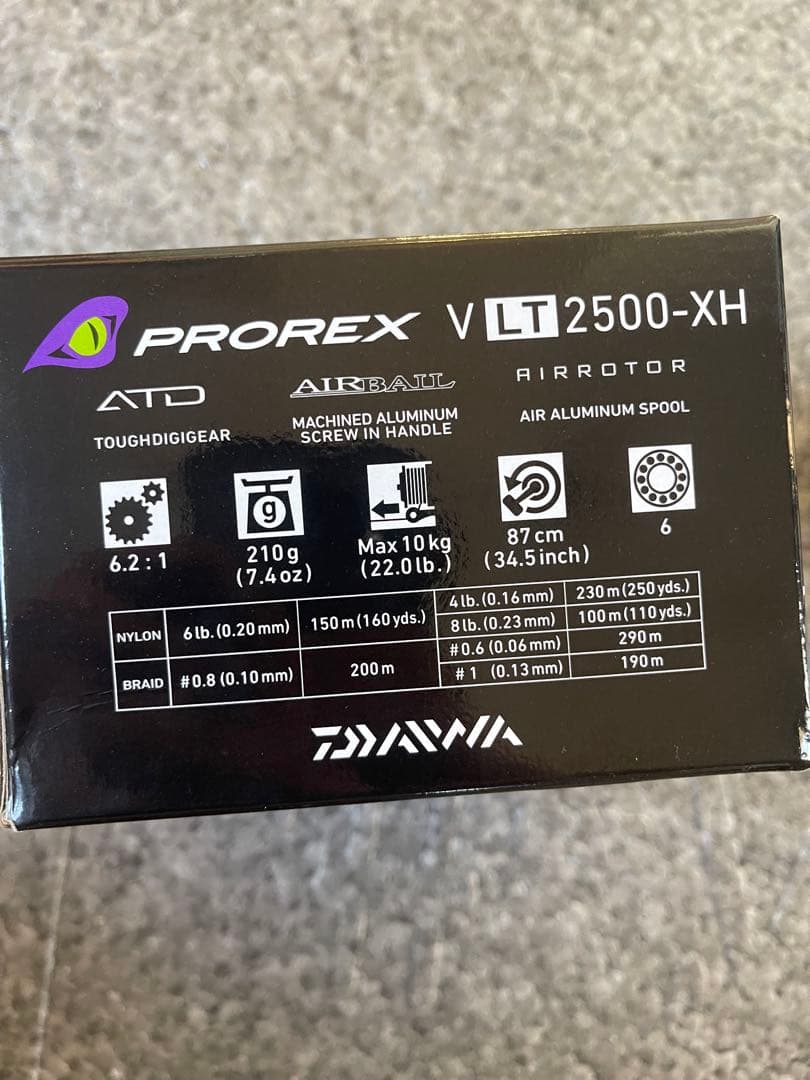 PROREX V LT 2500-XH
ATD AIRBAIL AIRROTOR
TOUGHDIGIGEAR MACHINED ALUMINUM SCREW IN HANDLE AIR ALUMINUM SPOOL
g
6.2 : 1 210g (7.4oz) Max 10kg (22.0lb.) 87cm (34.5inch) 6
NYLON 6lb.(0.20mm) 150m(160yds.) 4lb.(0.16mm) 230m(250yds.)
8lb.(0.23mm) 100m(110yds.)
BRAID #0.8(0.10mm) 200m #0.6(0.06mm) 290m
#1 (0.13mm) 190m
DAIWA